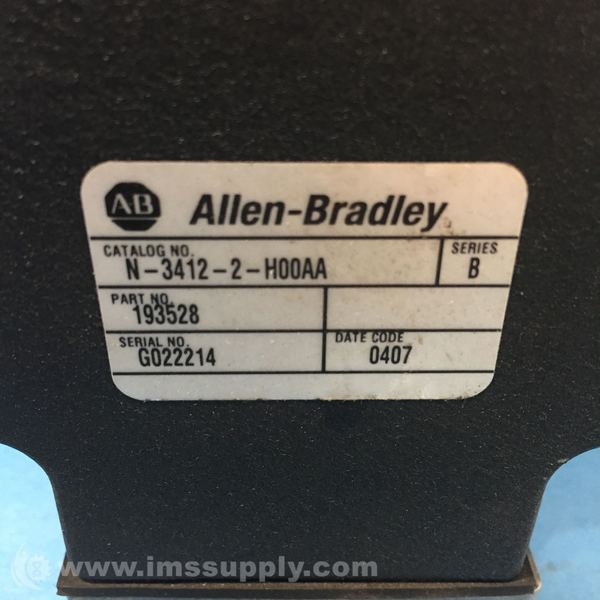 AB Allen-Bradley
CATALOG NO. SERIES
N-3412-2-H00AA B
PART NO.
193528
SERIAL NO. DATE CODE
G022214 0407
www.imssupply.com